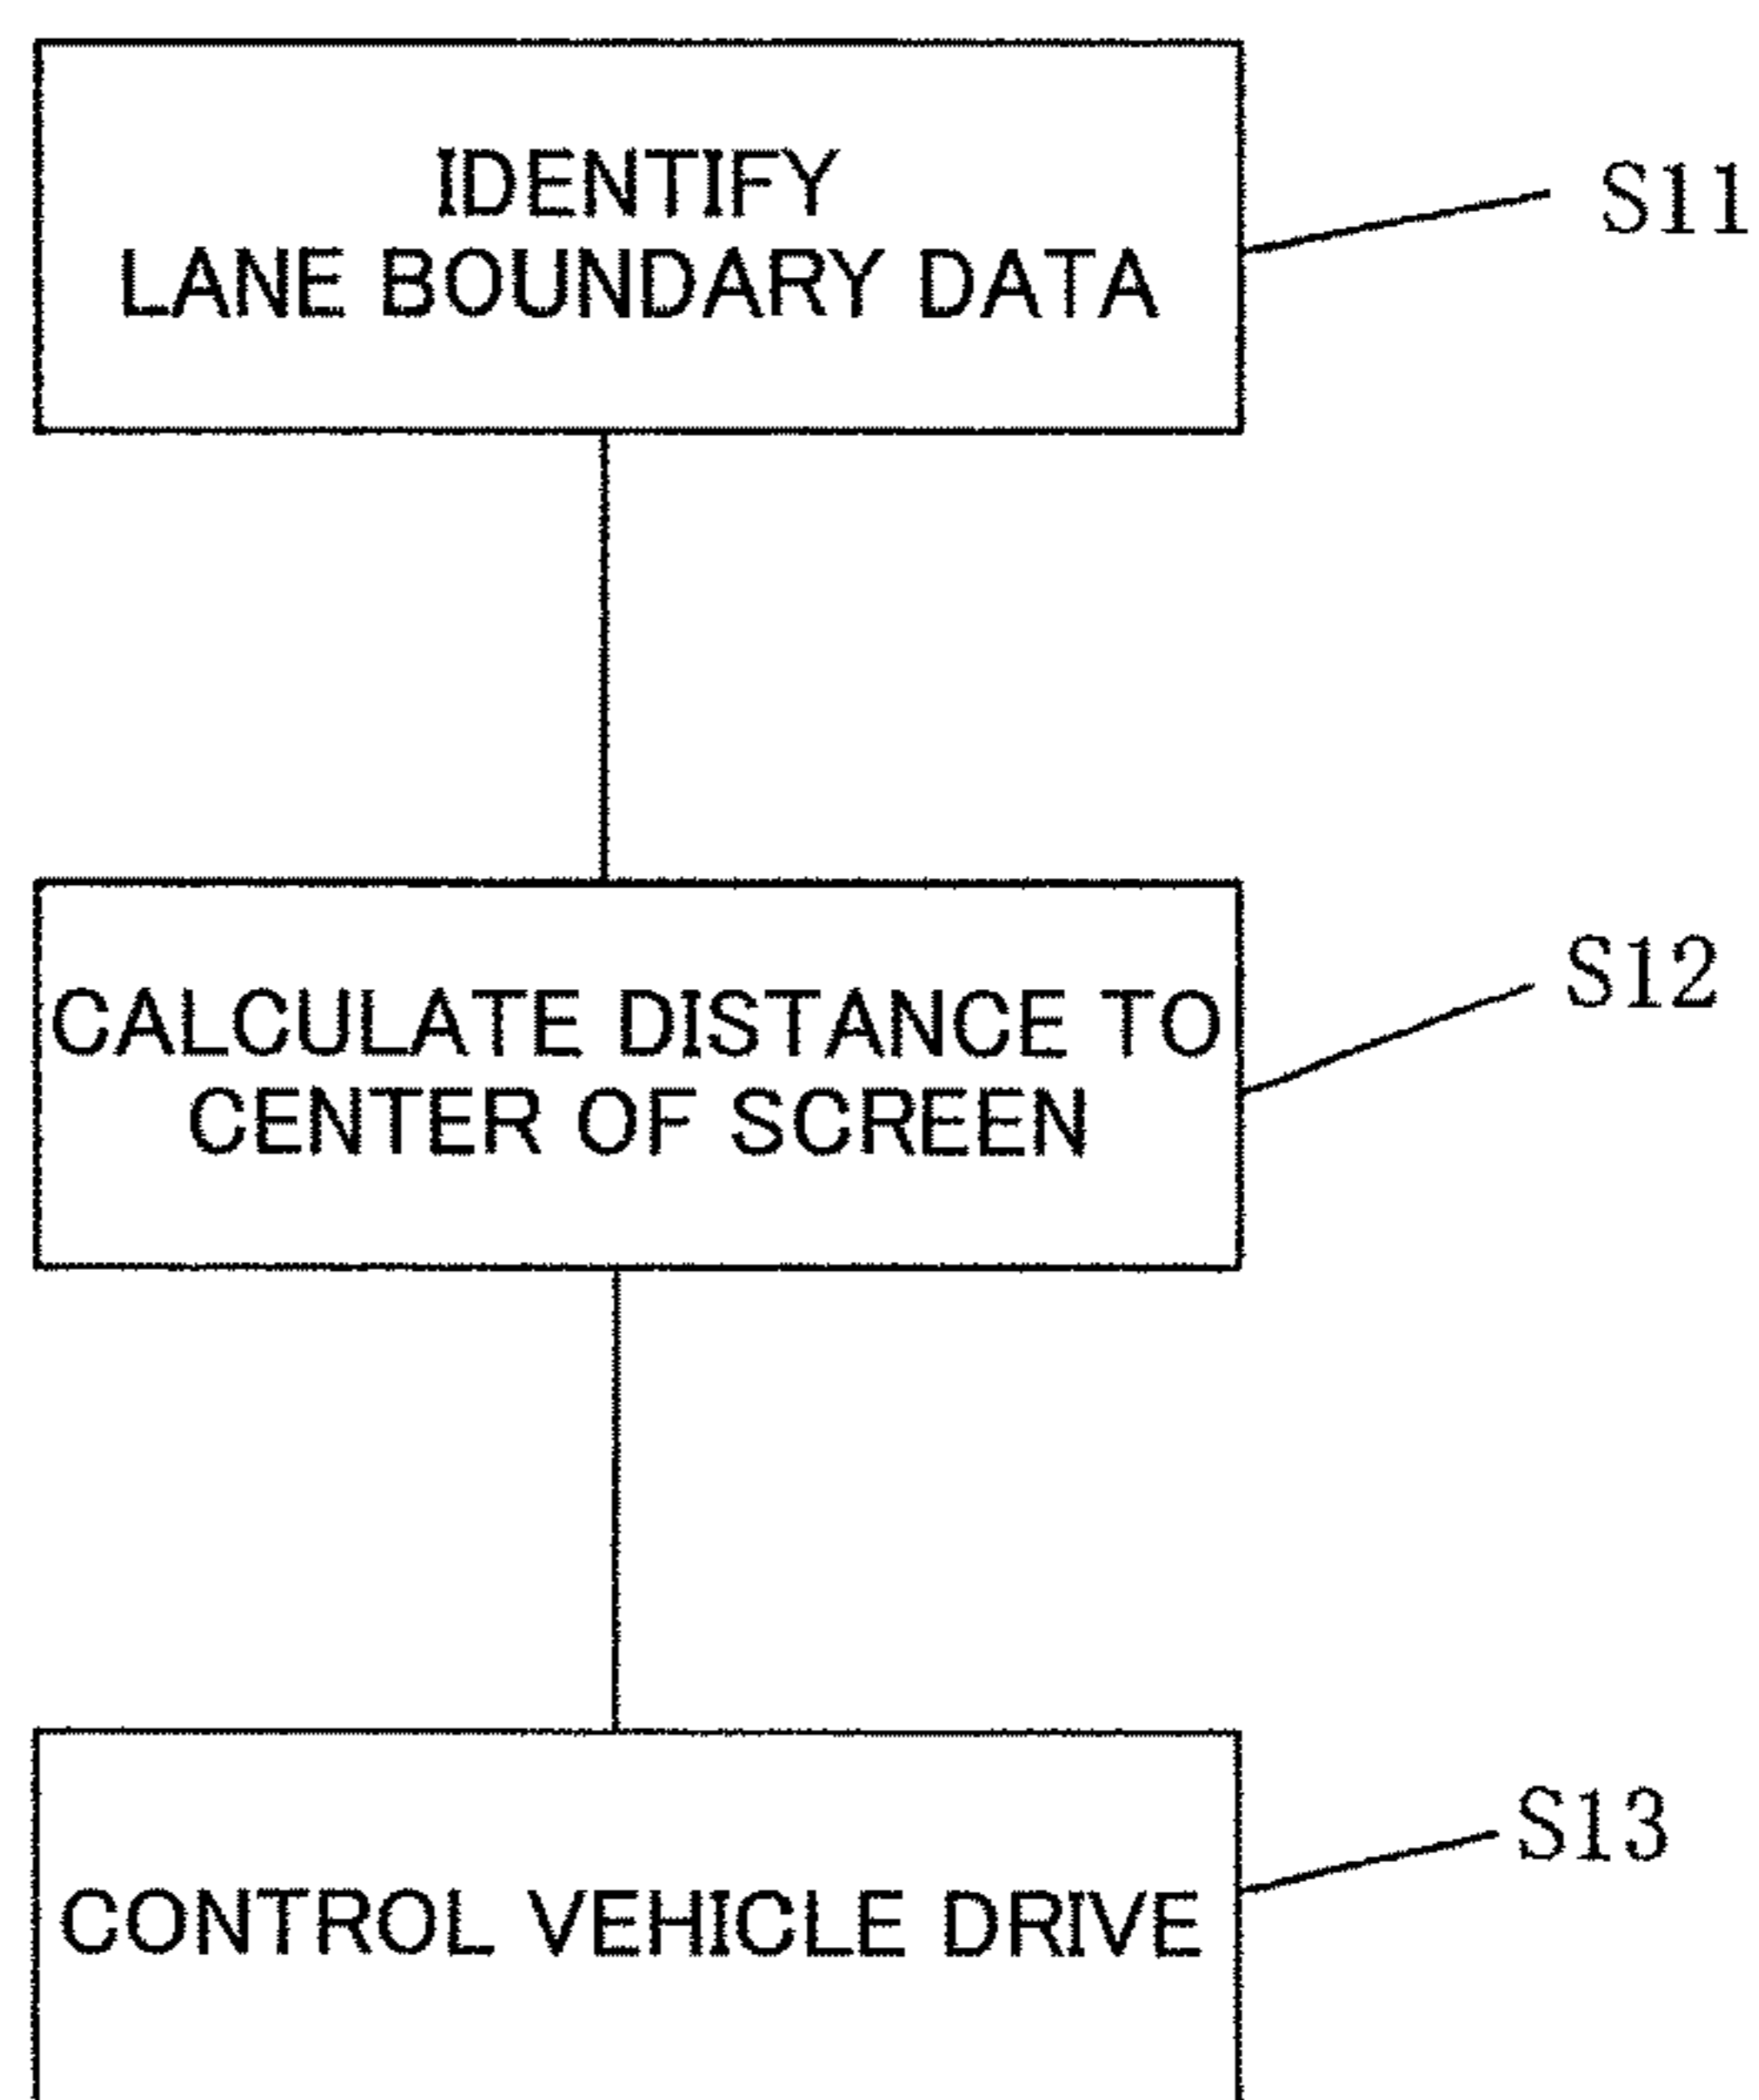 IDENTIFY
LANE BOUNDARY DATA
S11
CALCULATE DISTANCE TO
CENTER OF SCREEN
S12
CONTROL VEHICLE DRIVE
S13